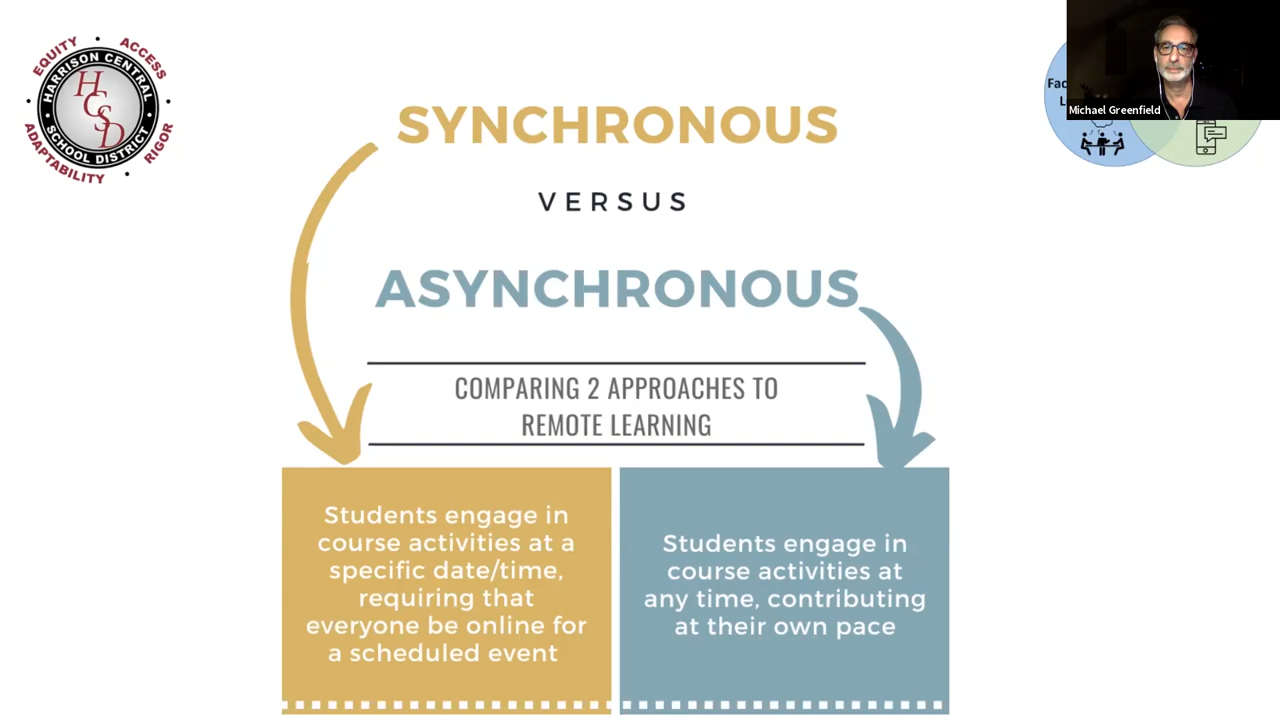 EQUITY
ACCESS
HARRISON CENTRAL
HCSD
SCHOOL DISTRICT
ADAPTABILITY
RIGOR
Michael Greenfield
SYNCHRONOUS
VERSUS
ASYNCHRONOUS
COMPARING 2 APPROACHES TO
REMOTE LEARNING
Students engage in
course activities at a
specific date/time,
requiring that
everyone be online for
a scheduled event
Students engage in
course activities at
any time, contributing
at their own pace